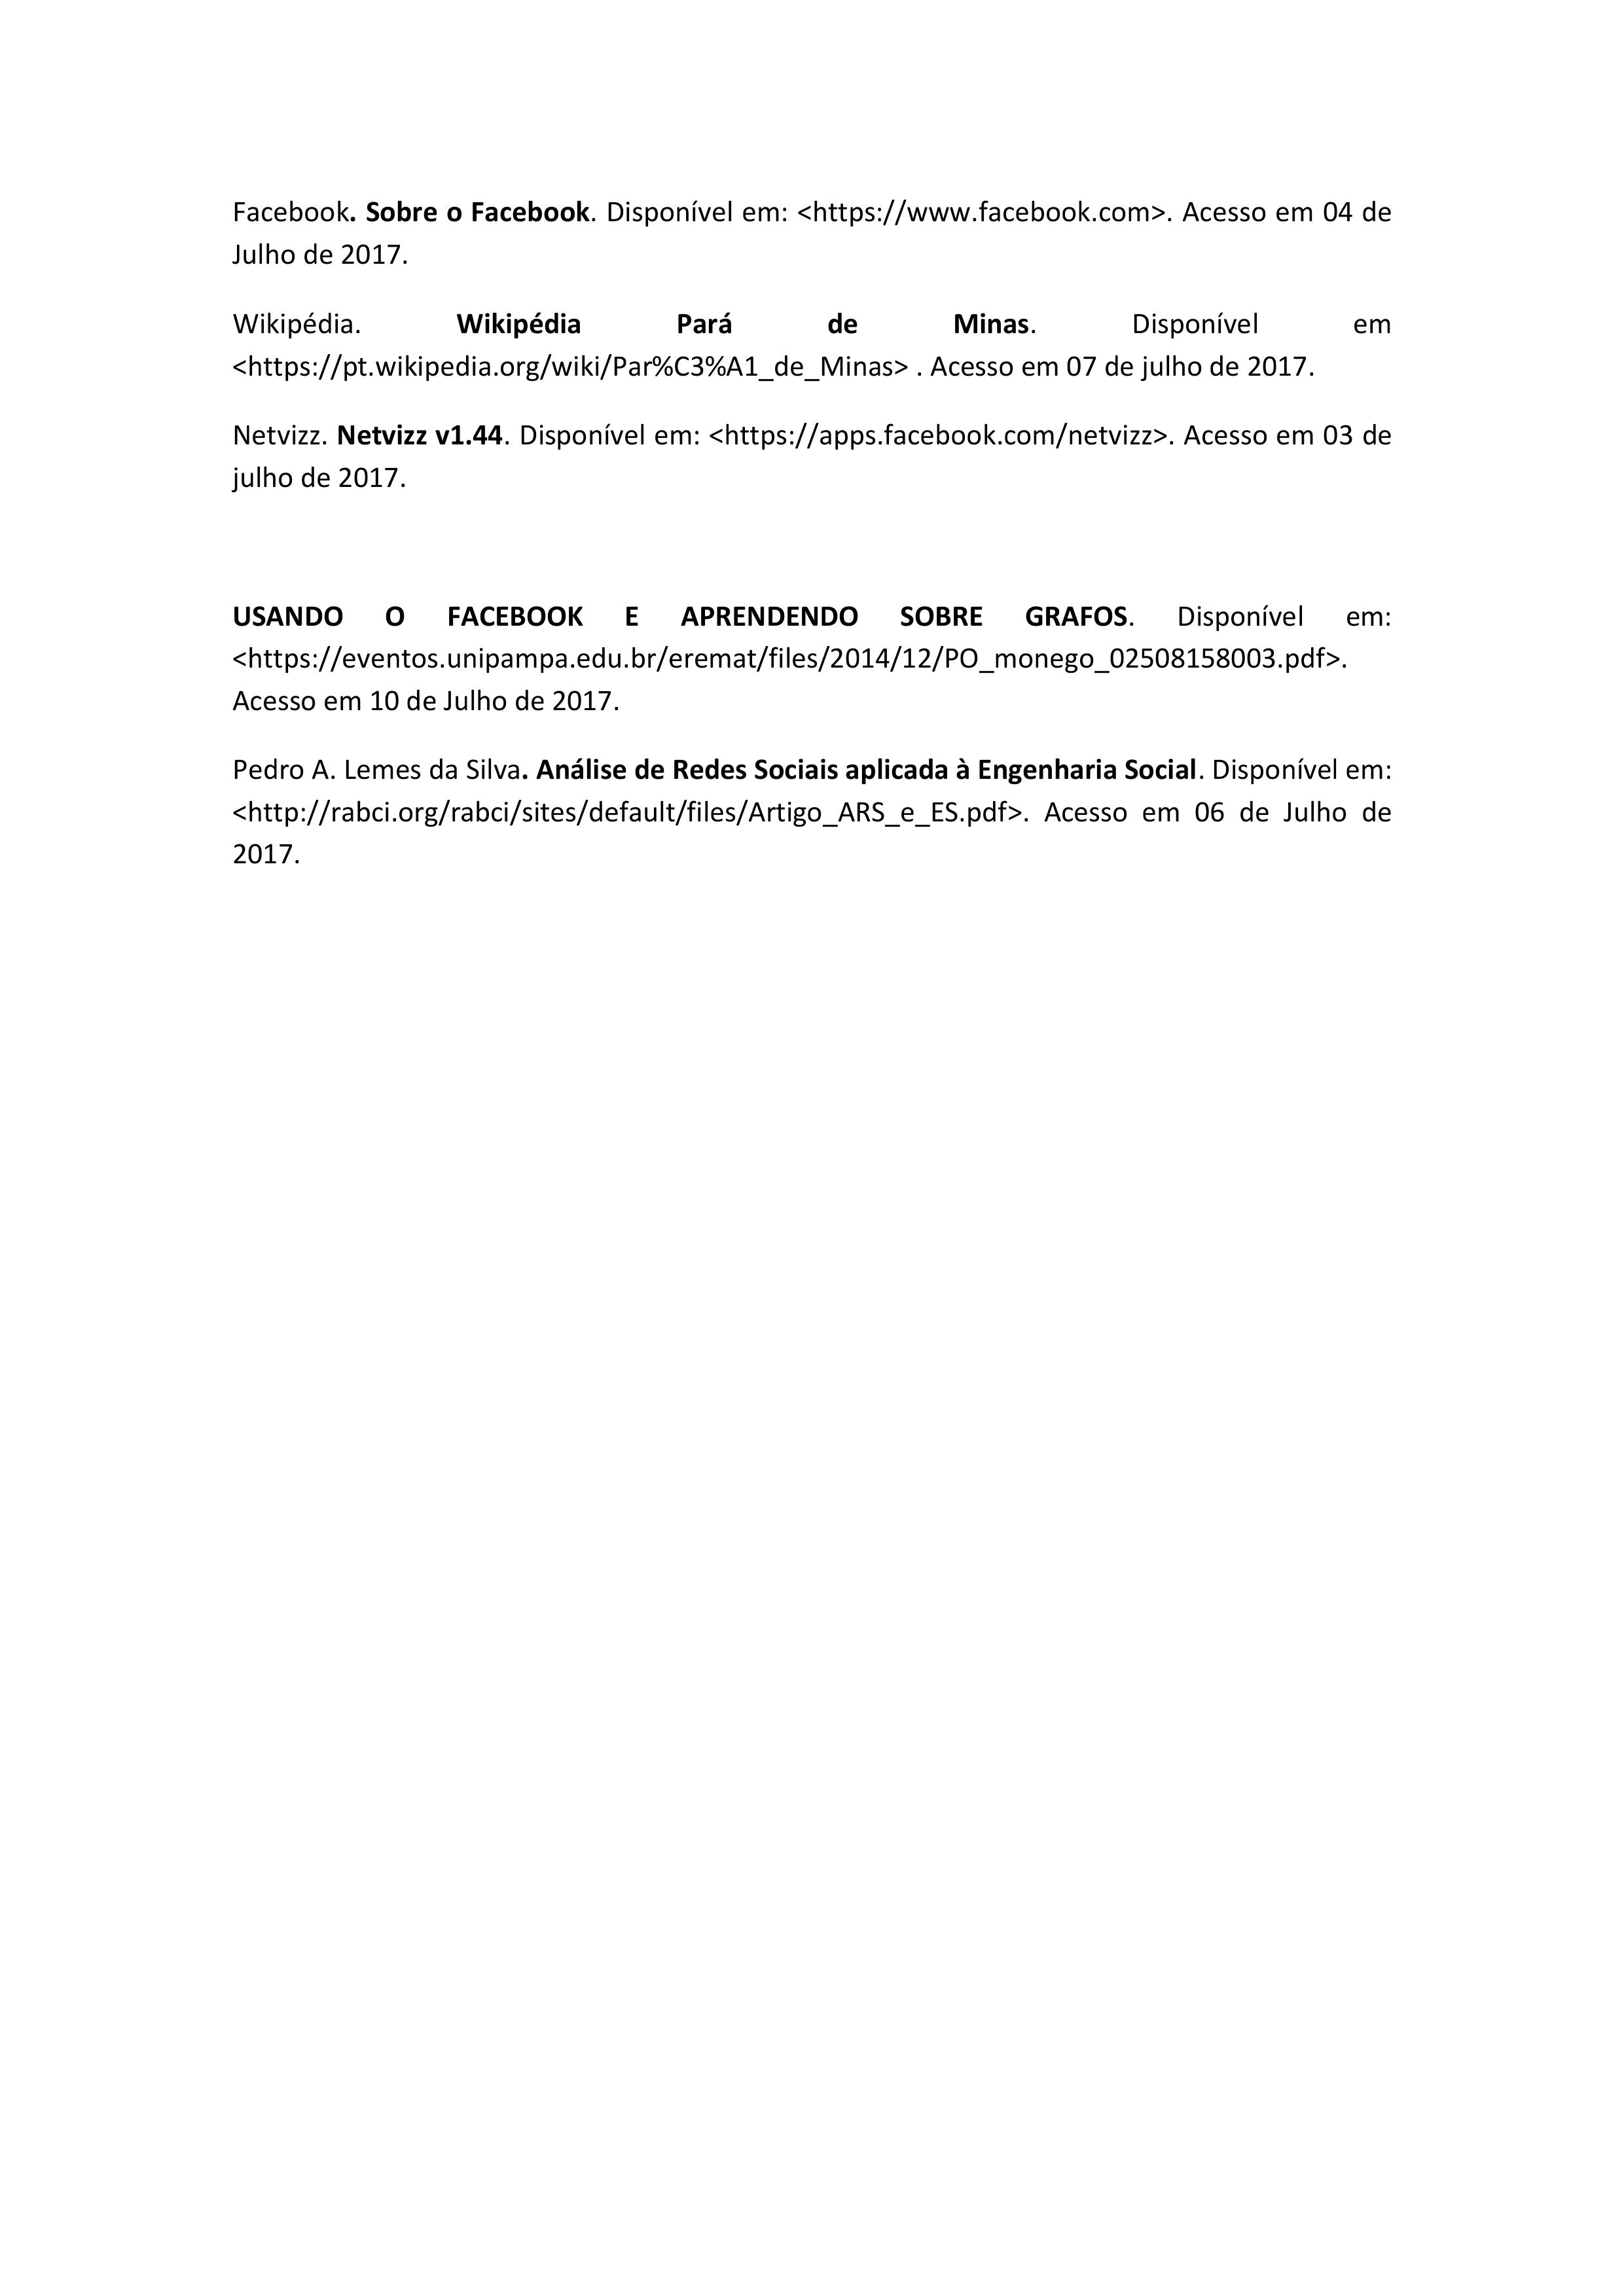 Facebook. Sobre o Facebook. Disponível em: <https://www.facebook.com>. Acesso em 04 de
Julho de 2017.
Wikipédia. Wikipédia Pará de Minas. Disponível em
<https://pt.wikipedia.org/wiki/Par%C3%A1_de_Minas> . Acesso em 07 de julho de 2017.
Netvizz. Netvizz v1.44. Disponível em: <https://apps.facebook.com/netvizz>. Acesso em 03 de
julho de 2017.
USANDO O FACEBOOK E APRENDENDO SOBRE GRAFOS. Disponível em:
<https://eventos.unipampa.edu.br/eremat/files/2014/12/PO_monego_02508158003.pdf>.
Acesso em 10 de Julho de 2017.
Pedro A. Lemes da Silva. Análise de Redes Sociais aplicada à Engenharia Social. Disponível em:
<http://rabci.org/rabci/sites/default/files/Artigo_ARS_e_ES.pdf>. Acesso em 06 de Julho de
2017.